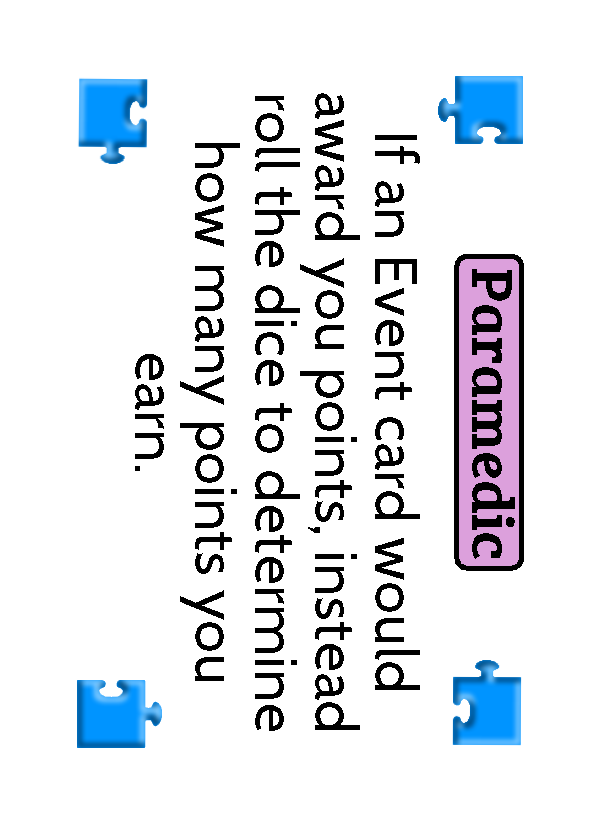 Paramedic
If an Event card would
award you points, instead
roll the dice to determine
how many points you
earn.